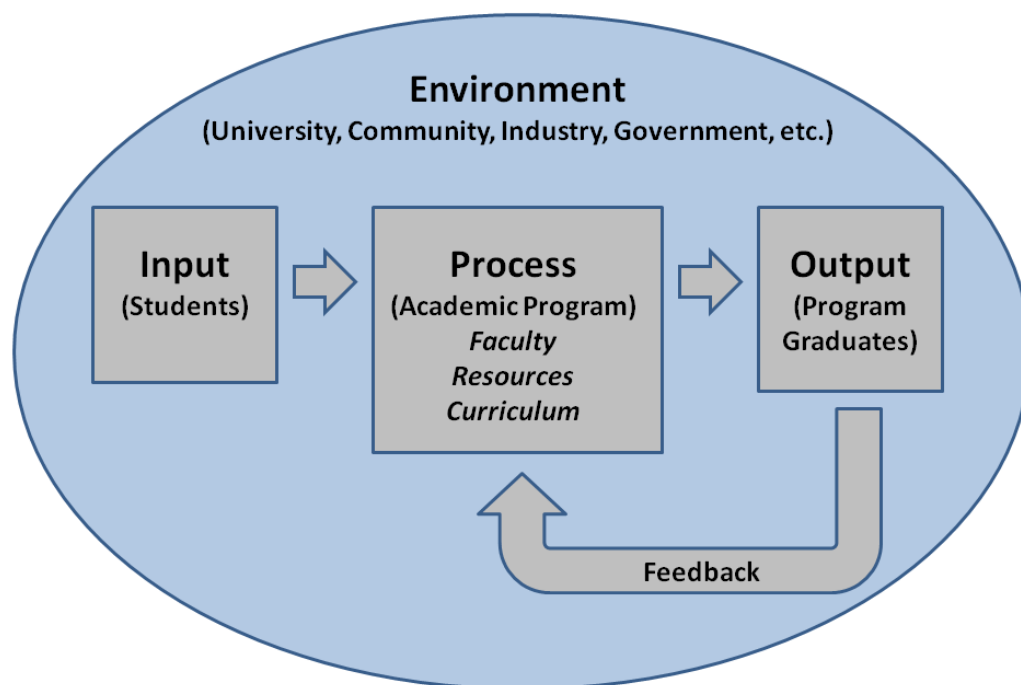 Environment
(University, Community, Industry, Government, etc.)
Input
(Students)
Process
(Academic Program)
Faculty
Resources
Curriculum
Output
(Program
Graduates)
Feedback